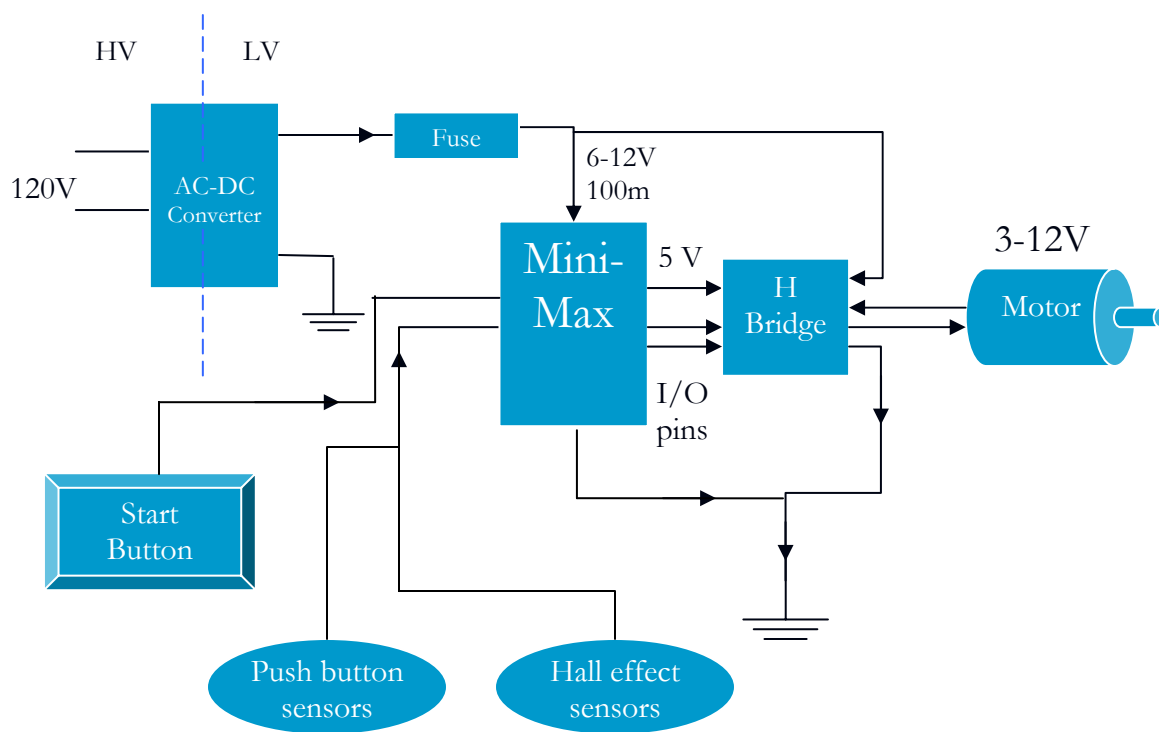 HV
LV
Fuse
120V
AC-DC
Converter
6-12V
100m
Mini-
Max
5 V
H
Bridge
3-12V
Motor
I/O
pins
Start
Button
Push button
sensors
Hall effect
sensors